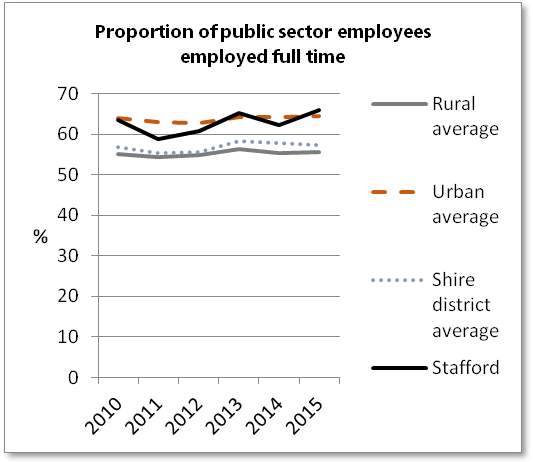 Proportion of public sector employees
employed full time
70
60
50
40
30
20
10
0
%
2010
2011
2012
2013
2014
2015
Rural
average
Urban
average
Shire
district
average
Stafford